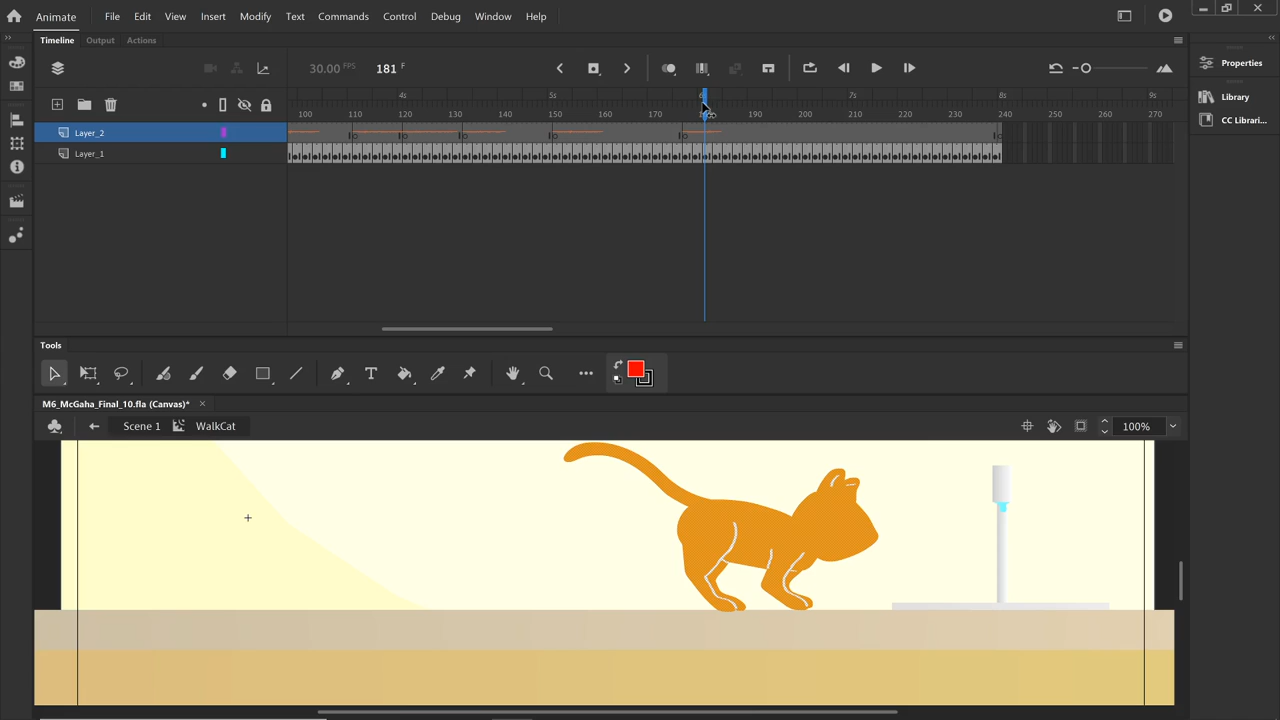 Animate File Edit View Insert Modify Text Commands Control Debug Window Help
Timeline Output Actions
30.00 FPS 181 F
Properties
Library
CC Librari...
4s 5s 6s 7s 8s 9s
100 110 120 130 140 150 160 170 190 200 210 220 230 240 250 260 270
Layer_2
Layer_1
Tools
M6_McGaha_Final_10.fla (Canvas)*
Scene 1 WalkCat
100%